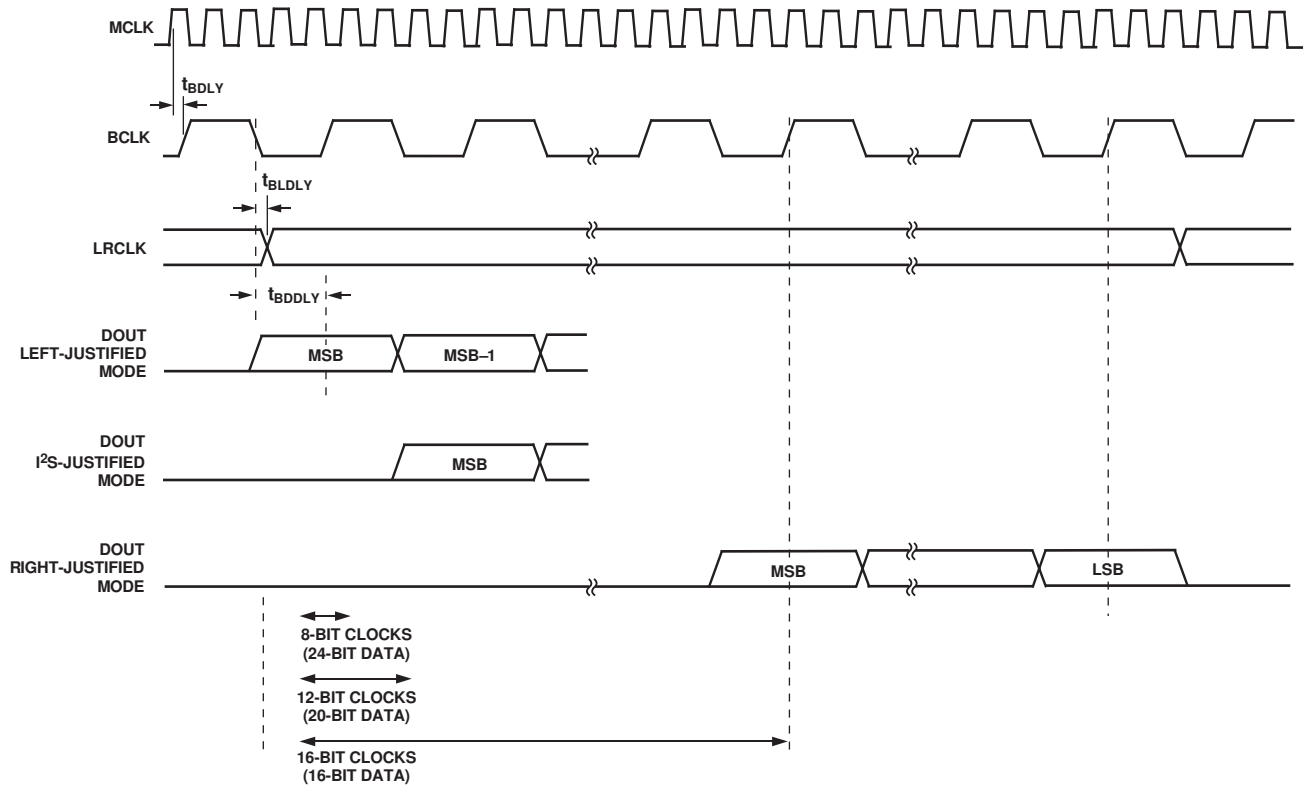 MCLK
tBDLY
BCLK
tBLDLY
LRCLK
tBDDLY
DOUT
LEFT-JUSTIFIED
MODE
MSB
MSB–1
DOUT
I²S-JUSTIFIED
MODE
MSB
DOUT
RIGHT-JUSTIFIED
MODE
MSB
LSB
8-BIT CLOCKS
(24-BIT DATA)
12-BIT CLOCKS
(20-BIT DATA)
16-BIT CLOCKS
(16-BIT DATA)